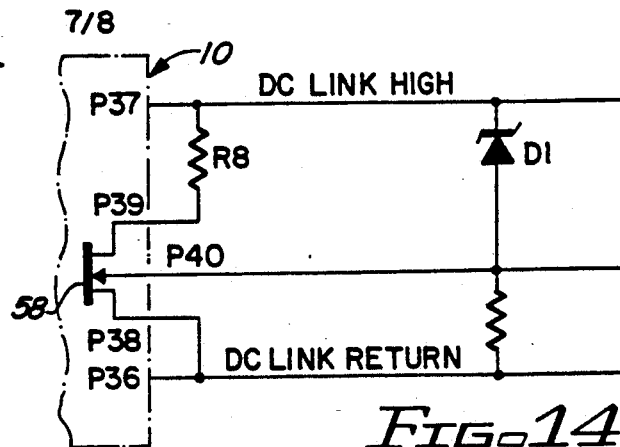 7/8
10
P37
DC LINK HIGH
R8
D1
P39
P40
58
P38
P36
DC LINK RETURN
FIG. 14